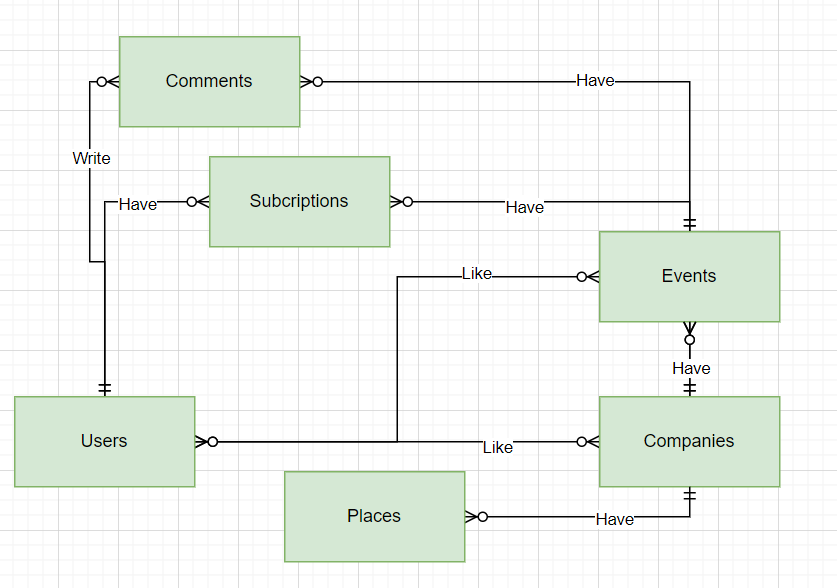 Comments
Have
Write
Subcriptions
Have
Have
Like
Events
Have
Users
Like
Companies
Places
Have